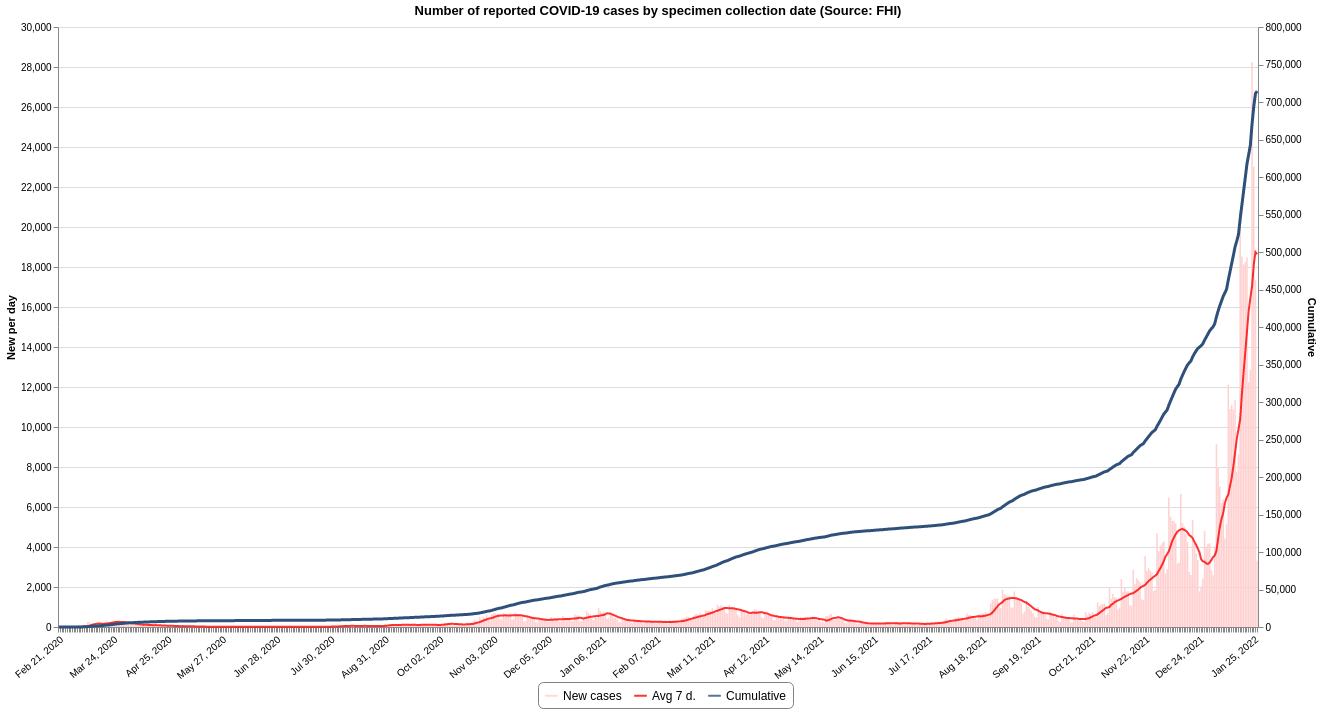 Number of reported COVID-19 cases by specimen collection date (Source: FHI)
30,000
28,000
26,000
24,000
22,000
20,000
18,000
16,000
14,000
12,000
10,000
8,000
6,000
4,000
2,000
0
New per day
800,000
750,000
700,000
650,000
600,000
550,000
500,000
450,000
400,000
350,000
300,000
250,000
200,000
150,000
100,000
50,000
0
Cumulative
Feb 21, 2020
Mar 24, 2020
Apr 25, 2020
May 27, 2020
Jun 28, 2020
Jul 30, 2020
Aug 31, 2020
Oct 02, 2020
Nov 03, 2020
Dec 05, 2020
Jan 06, 2021
Feb 07, 2021
Mar 11, 2021
Apr 12, 2021
May 14, 2021
Jun 15, 2021
Jul 17, 2021
Aug 18, 2021
Sep 19, 2021
Oct 21, 2021
Nov 22, 2021
Dec 24, 2021
Jan 25, 2022
New cases Avg 7 d. Cumulative